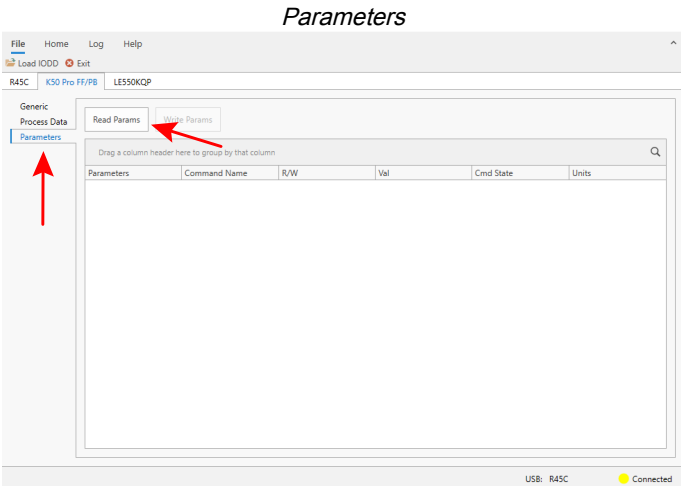 Parameters
File Home Log Help
Load IODD Exit
R45C K50 Pro FF/PB LE550KQP
Generic
Process Data
Parameters
Read Params Write Params
Drag a column header here to group by that column
Parameters Command Name R/W Val Cmd State Units
USB: R45C Connected